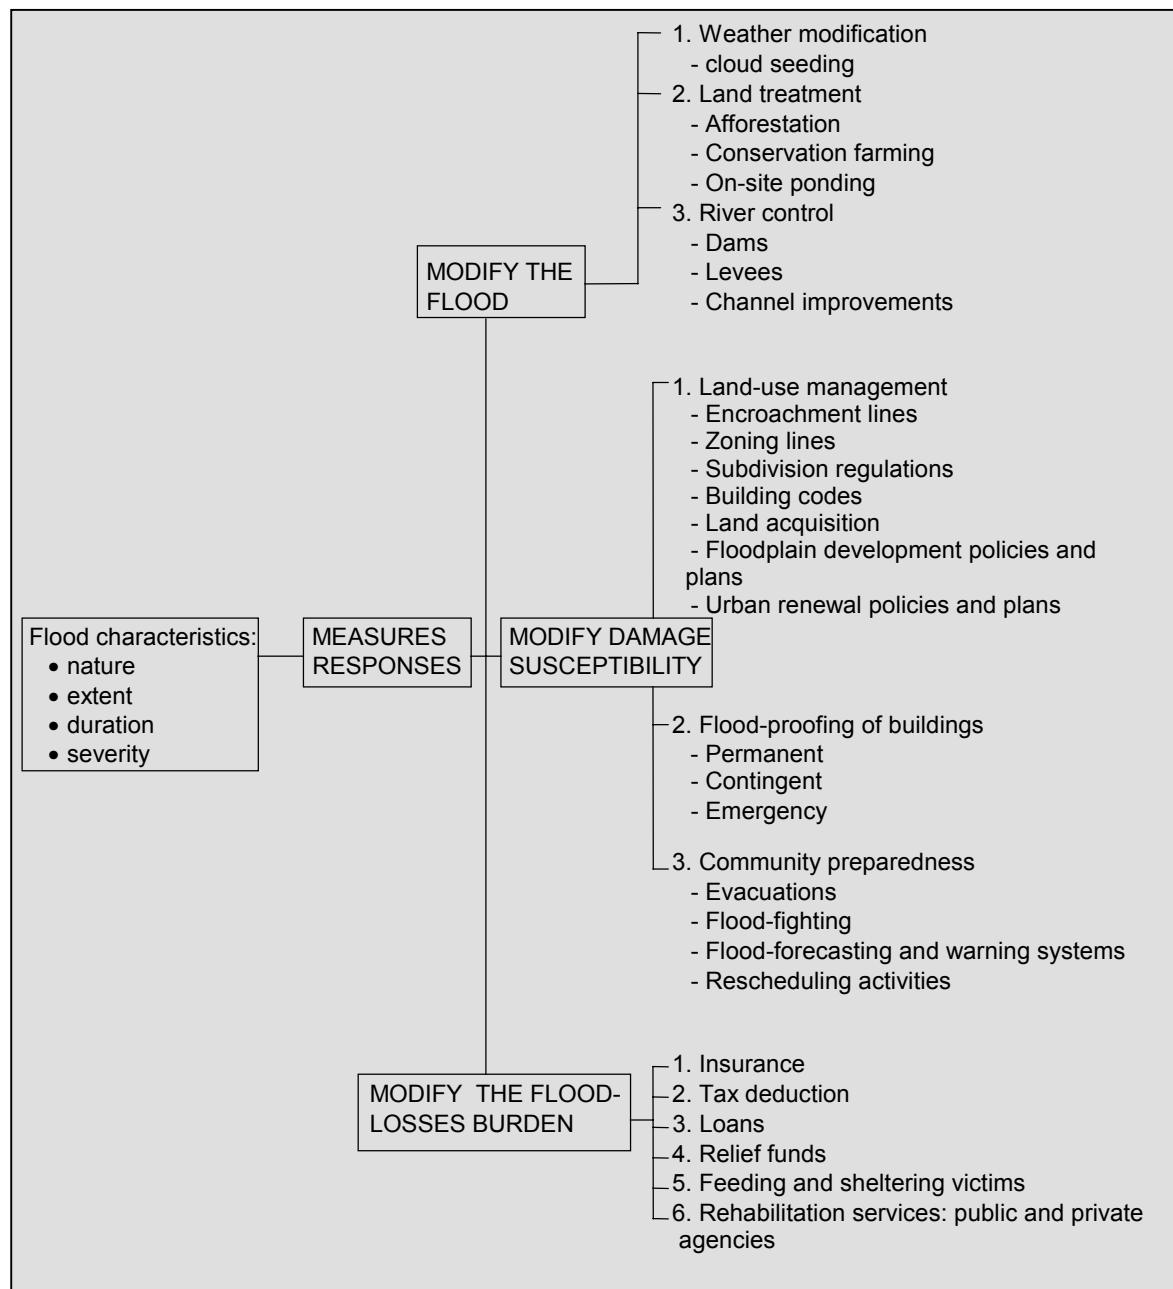 1. Weather modification
- cloud seeding
2. Land treatment
- Afforestation
- Conservation farming
- On-site ponding
3. River control
- Dams
- Levees
- Channel improvements
MODIFY THE
FLOOD
1. Land-use management
- Encroachment lines
- Zoning lines
- Subdivision regulations
- Building codes
- Land acquisition
- Floodplain development policies and
plans
- Urban renewal policies and plans
Flood characteristics:
• nature
• extent
• duration
• severity
MEASURES
RESPONSES
MODIFY DAMAGE
SUSCEPTIBILITY
2. Flood-proofing of buildings
- Permanent
- Contingent
- Emergency
3. Community preparedness
- Evacuations
- Flood-fighting
- Flood-forecasting and warning systems
- Rescheduling activities
MODIFY THE FLOOD-
LOSSES BURDEN
1. Insurance
2. Tax deduction
3. Loans
4. Relief funds
5. Feeding and sheltering victims
6. Rehabilitation services: public and private
agencies